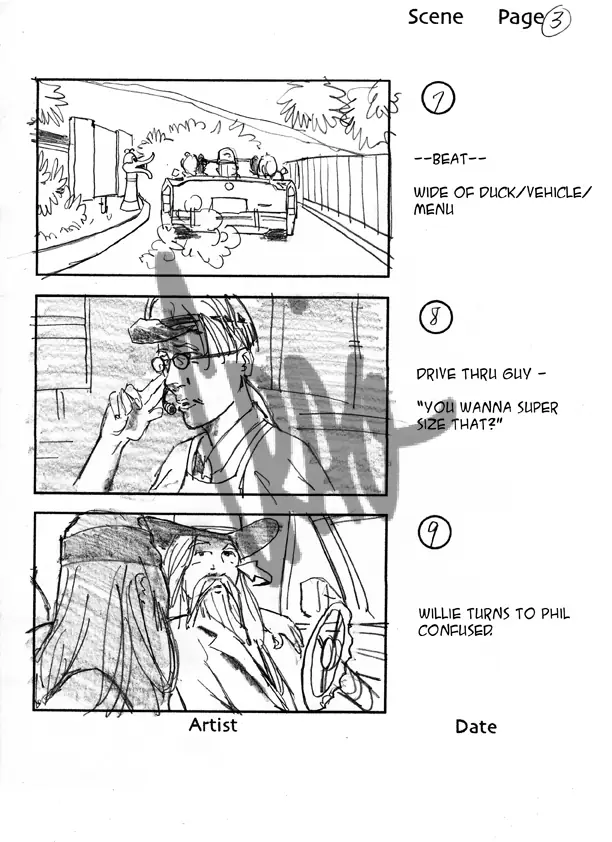 Scene Page 3
7
--BEAT--
WIDE OF DUCK/VEHICLE/
MENU
8
DRIVE THRU GUY –
"YOU WANNA SUPER
SIZE THAT?"
9
WILLIE TURNS TO PHIL
CONFUSED.
Artist Date